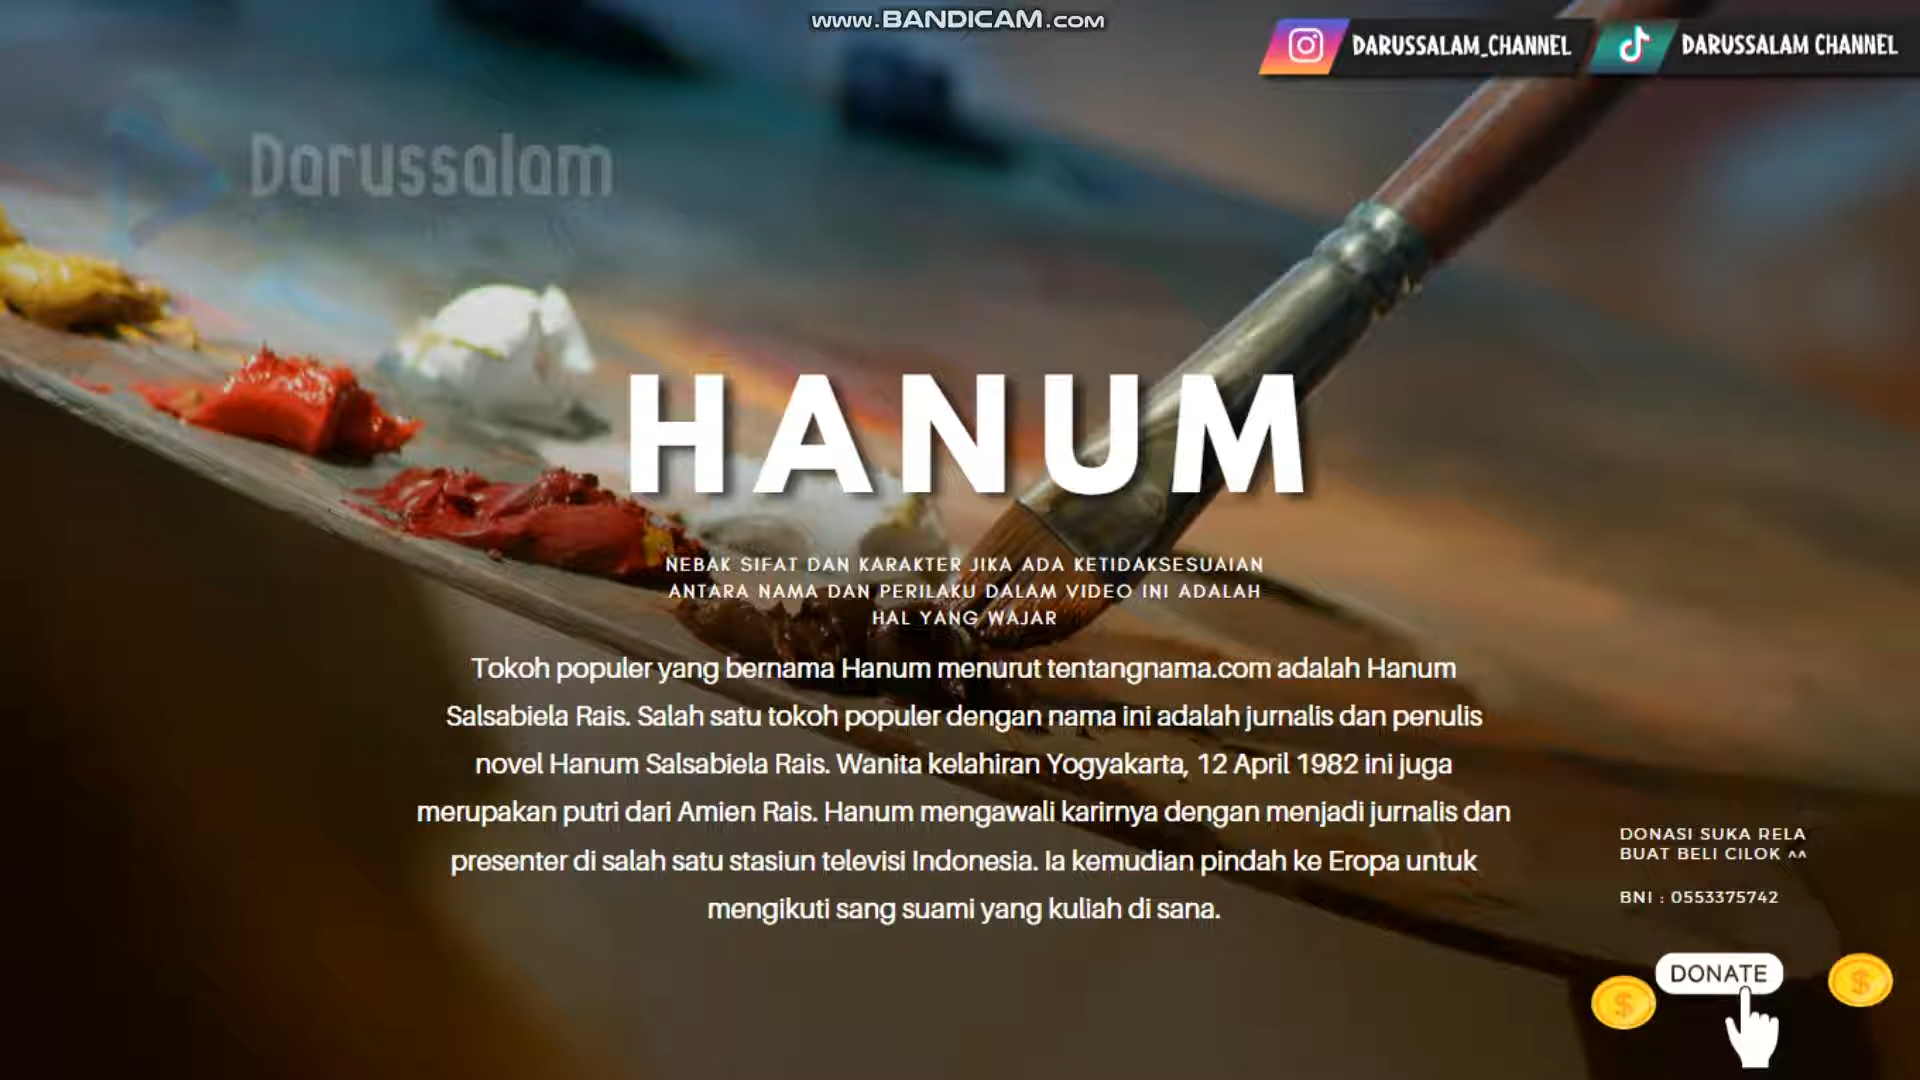 www.BANDICAM.com
DARUSSALAM_CHANNEL
DARUSSALAM CHANNEL
Darussalam
HANUM
NEBAK SIFAT DAN KARAKTER JIKA ADA KETIDAKSESUAIAN
ANTARA NAMA DAN PERILAKU DALAM VIDEO INI ADALAH
HAL YANG WAJAR
Tokoh populer yang bernama Hanum menurut tentangnama.com adalah Hanum
Salsabiela Rais. Salah satu tokoh populer dengan nama ini adalah jurnalis dan penulis
novel Hanum Salsabiela Rais. Wanita kelahiran Yogyakarta, 12 April 1982 ini juga
merupakan putri dari Amien Rais. Hanum mengawali karirnya dengan menjadi jurnalis dan
presenter di salah satu stasiun televisi Indonesia. Ia kemudian pindah ke Eropa untuk
mengikuti sang suami yang kuliah di sana.
DONASI SUKA RELA
BUAT BELI CILOK ^^
BNI : 0553375742
DONATE
$
$